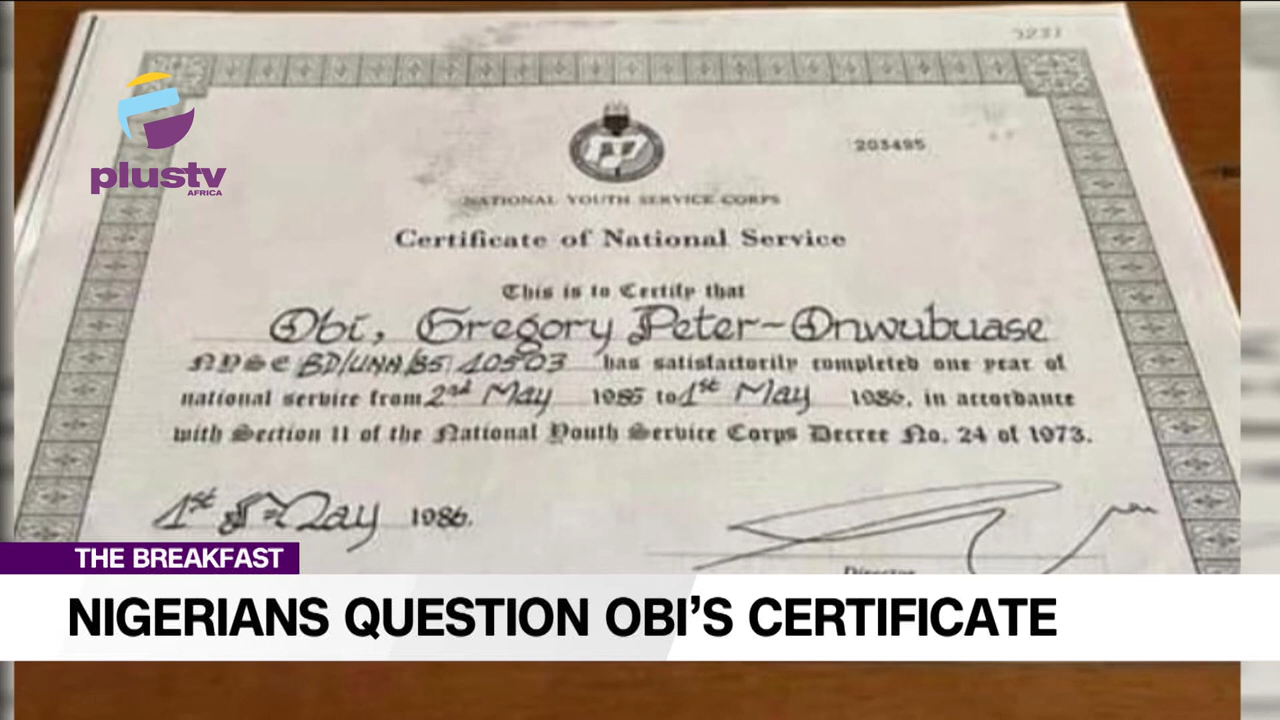 3231
plustv
AFRICA
203495
NATIONAL YOUTH SERVICE CORPS
Certificate of National Service
This is to Certify that
Obi, Gregory Peter-Onwubuase
NYSC BD/UNN/85/40503 has satisfactorily completed one year of
national service from 2nd May 1985 to 1st May 1986, in accordance
with Section 11 of the National Youth Service Corps Decree No. 24 of 1973.
1st May 1986.
Director
THE BREAKFAST
NIGERIANS QUESTION OBI'S CERTIFICATE